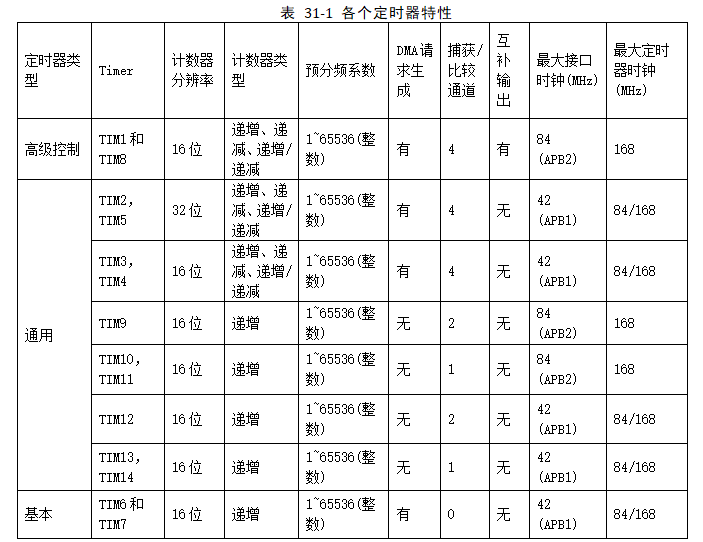 表 31-1 各个定时器特性
定时器类型 Timer 计数器分辨率 计数器类型 预分频系数 DMA请求生成 捕获/比较通道 互补输出 最大接口时钟(MHz) 最大定时器时钟(MHz)
高级控制 TIM1和TIM8 16位 递增、递减、递增/递减 1~65536(整数) 有 4 有 84(APB2) 168
通用 TIM2,TIM5 32位 递增、递减、递增/递减 1~65536(整数) 有 4 无 42(APB1) 84/168
TIM3,TIM4 16位 递增、递减、递增/递减 1~65536(整数) 有 4 无 42(APB1) 84/168
TIM9 16位 递增 1~65536(整数) 无 2 无 84(APB2) 168
TIM10,TIM11 16位 递增 1~65536(整数) 无 1 无 84(APB2) 168
TIM12 16位 递增 1~65536(整数) 无 2 无 42(APB1) 84/168
TIM13,TIM14 16位 递增 1~65536(整数) 无 1 无 42(APB1) 84/168
基本 TIM6和TIM7 16位 递增 1~65536(整数) 有 0 无 42(APB1) 84/168